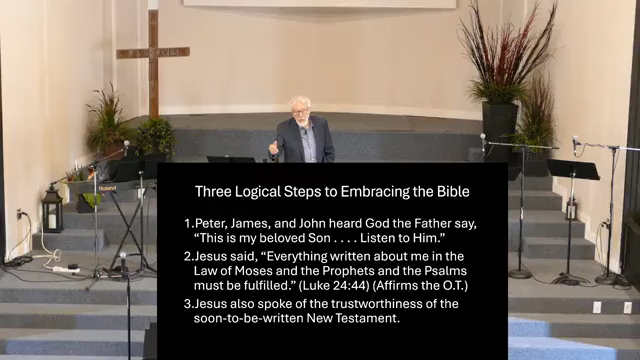 JESUS SAVES
Roland
Three Logical Steps to Embracing the Bible
1.Peter, James, and John heard God the Father say,
“This is my beloved Son . . . . Listen to Him.”
2.Jesus said, “Everything written about me in the
Law of Moses and the Prophets and the Psalms
must be fulfilled.” (Luke 24:44) (Affirms the O.T.)
3.Jesus also spoke of the trustworthiness of the
soon-to-be-written New Testament.